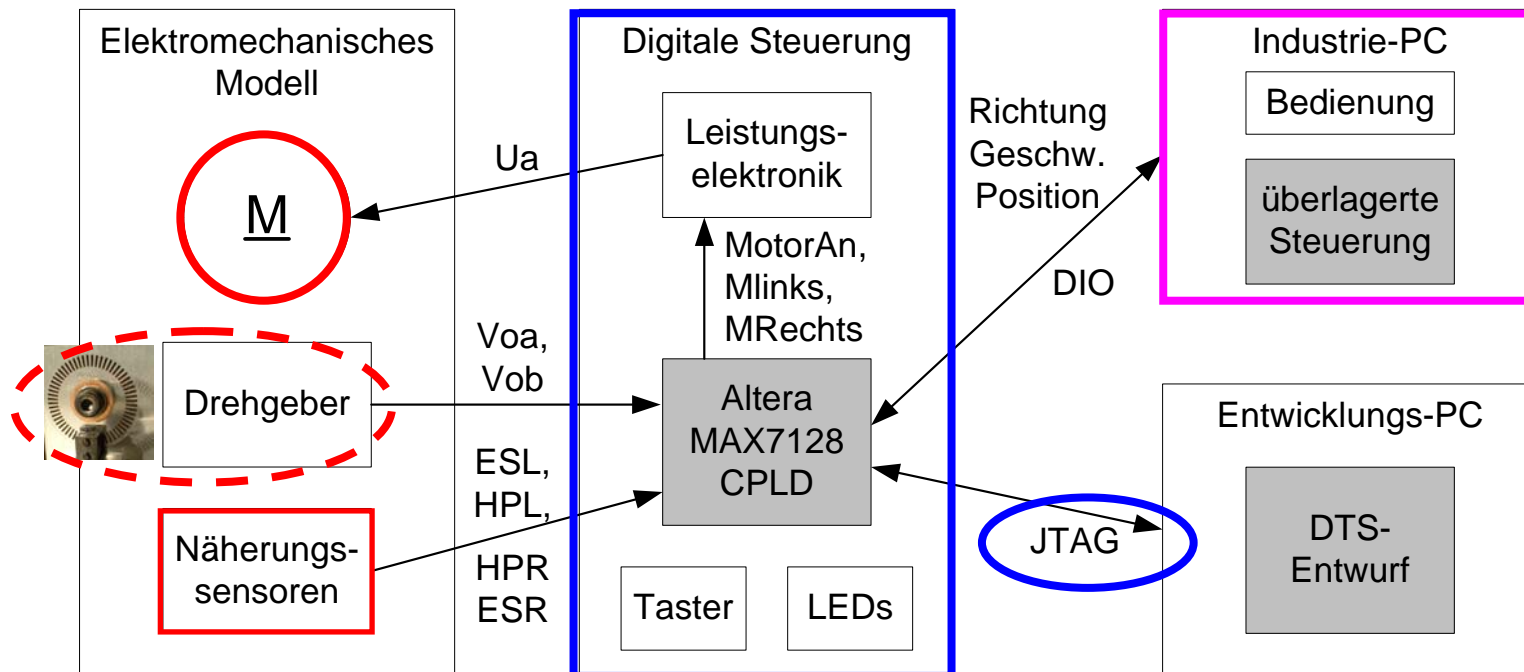 Elektromechanisches
Modell
M
Drehgeber
Näherungs-
sensoren
Ua
Voa,
Vob
ESL,
HPL,
HPR
ESR
Digitale Steuerung
Leistungs-
elektronik
MotorAn,
Mlinks,
MRechts
Altera
MAX7128
CPLD
Taster
LEDs
Richtung
Geschw.
Position
DIO
JTAG
Industrie-PC
Bedienung
überlagerte
Steuerung
Entwicklungs-PC
DTS-
Entwurf